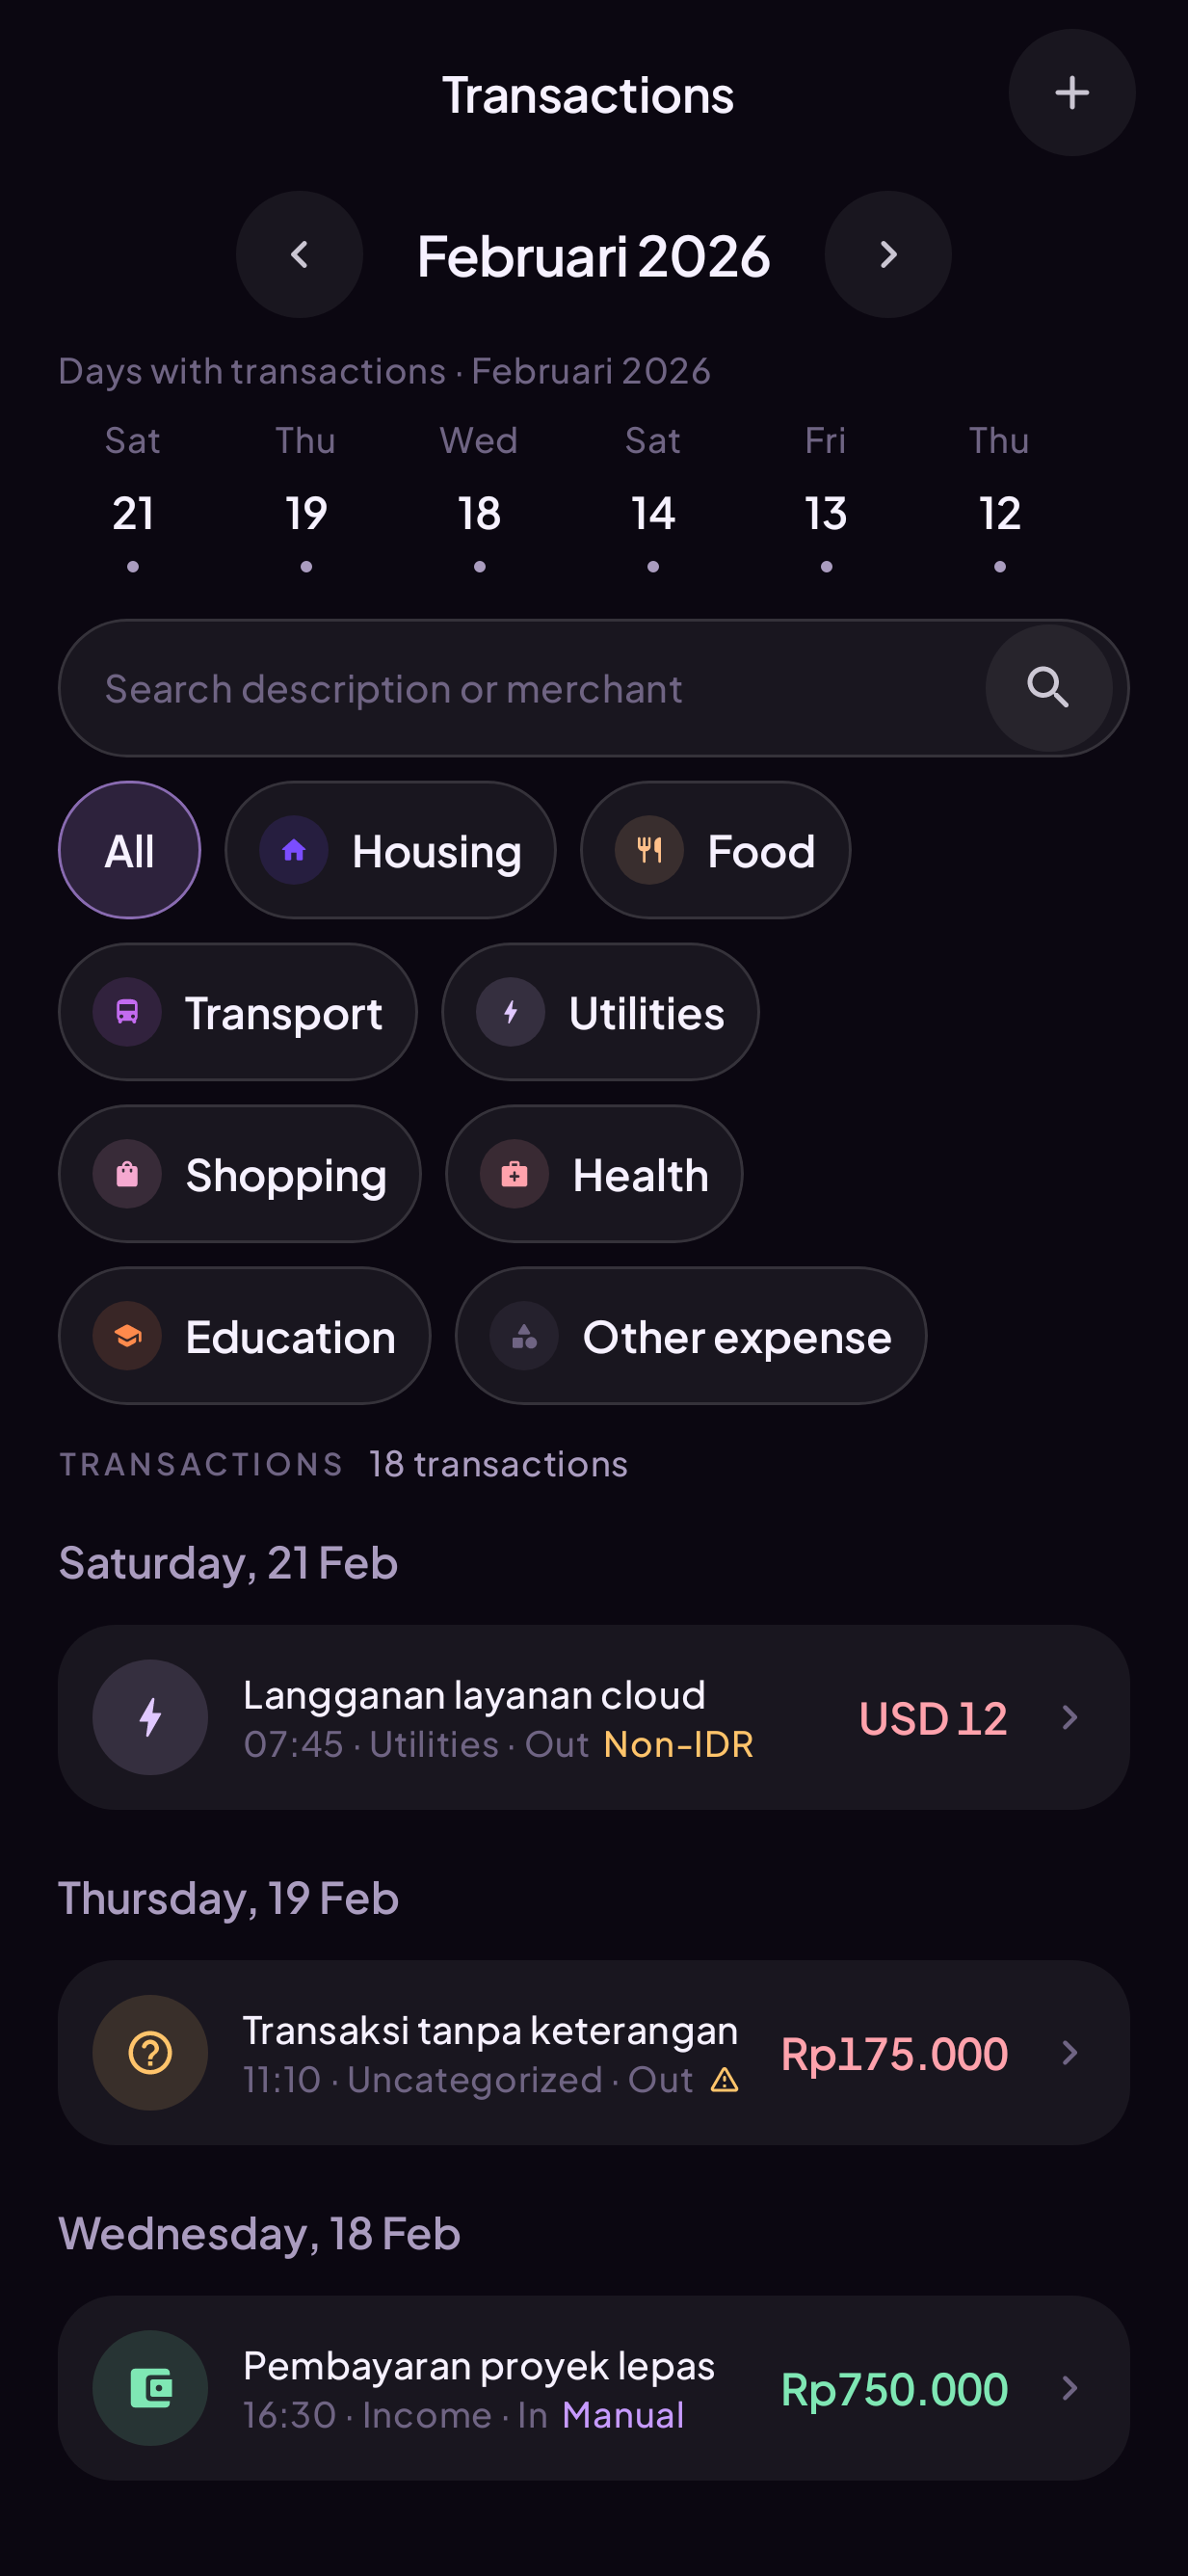 Transactions
Februari 2026
Days with transactions · Februari 2026
Sat Thu Wed Sat Fri Thu
21 19 18 14 13 12
Search description or merchant
All Housing Food
Transport Utilities
Shopping Health
Education Other expense
TRANSACTIONS 18 transactions
Saturday, 21 Feb
Langganan layanan cloud
07:45 · Utilities · Out Non-IDR
USD 12
Thursday, 19 Feb
Transaksi tanpa keterangan
11:10 · Uncategorized · Out
Rp175.000
Wednesday, 18 Feb
Pembayaran proyek lepas
16:30 · Income · In Manual
Rp750.000